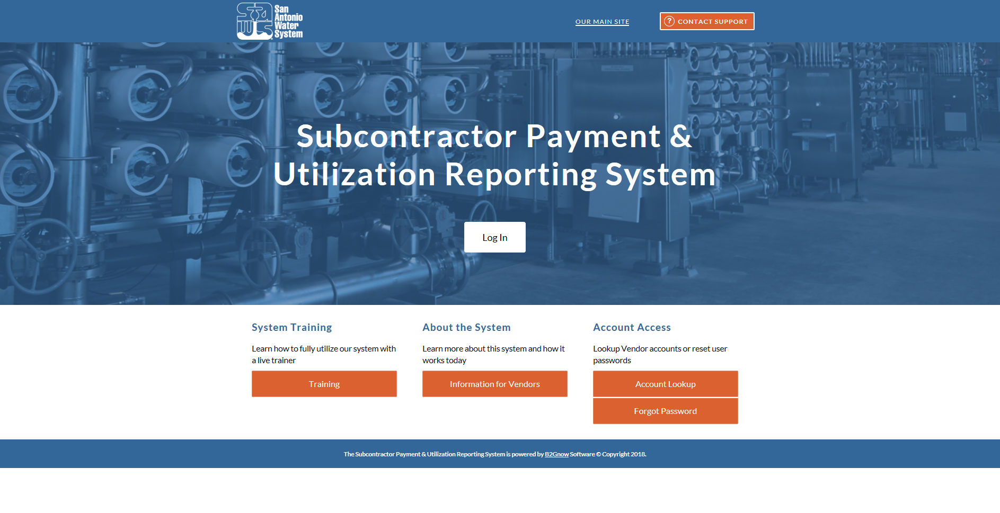 San
Antonio
Water
System
OUR MAIN SITE
? CONTACT SUPPORT
Subcontractor Payment &
Utilization Reporting System
Log In
System Training
Learn how to fully utilize our system with
a live trainer
Training
About the System
Learn more about this system and how it
works today
Information for Vendors
Account Access
Lookup Vendor accounts or reset user
passwords
Account Lookup
Forgot Password
The Subcontractor Payment & Utilization Reporting System is powered by B2Gnow Software © Copyright 2018.